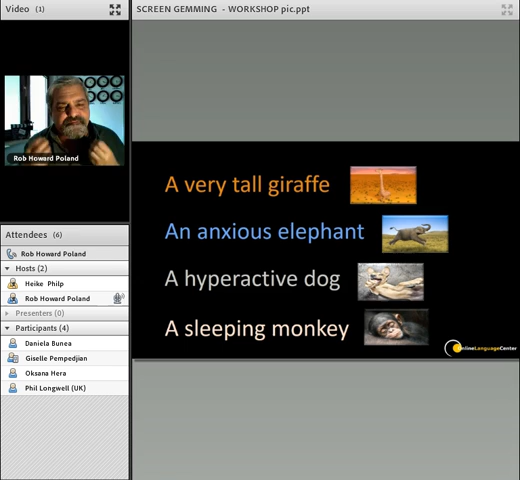 Video (1)
Rob Howard Poland
Attendees (6)
Rob Howard Poland
Hosts (2)
Heike Philp
Rob Howard Poland
Presenters (0)
Participants (4)
Daniela Bunea
Giselle Pempedjian
Oksana Hera
Phil Longwell (UK)
SCREEN GEMMING - WORKSHOP pic.ppt
A very tall giraffe
An anxious elephant
A hyperactive dog
A sleeping monkey
OnlineLanguageCenter